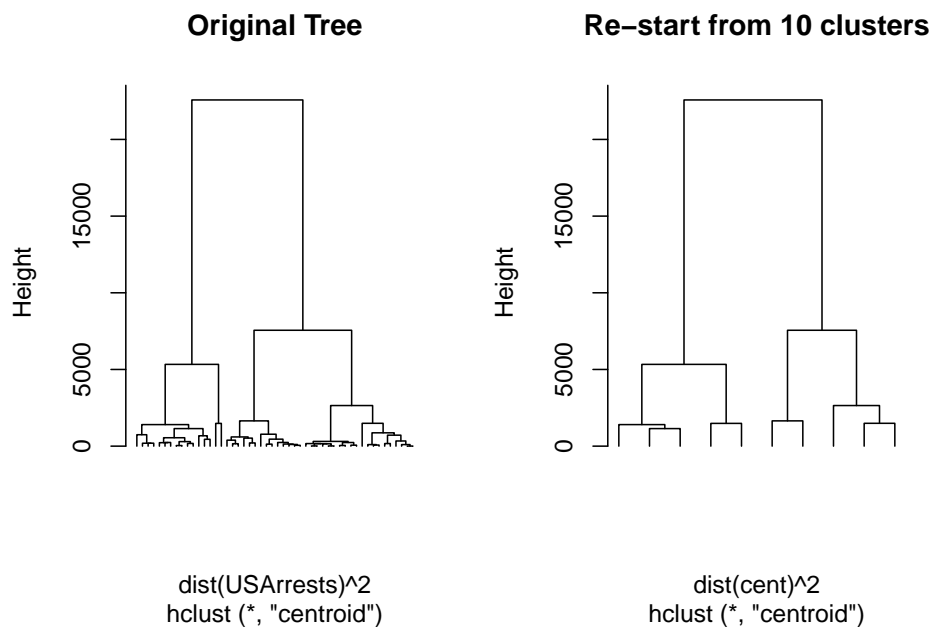 Original Tree
Height
0
5000
15000
dist(USArrests)^2
hclust (*, "centroid")
Re−start from 10 clusters
Height
0
5000
15000
dist(cent)^2
hclust (*, "centroid")